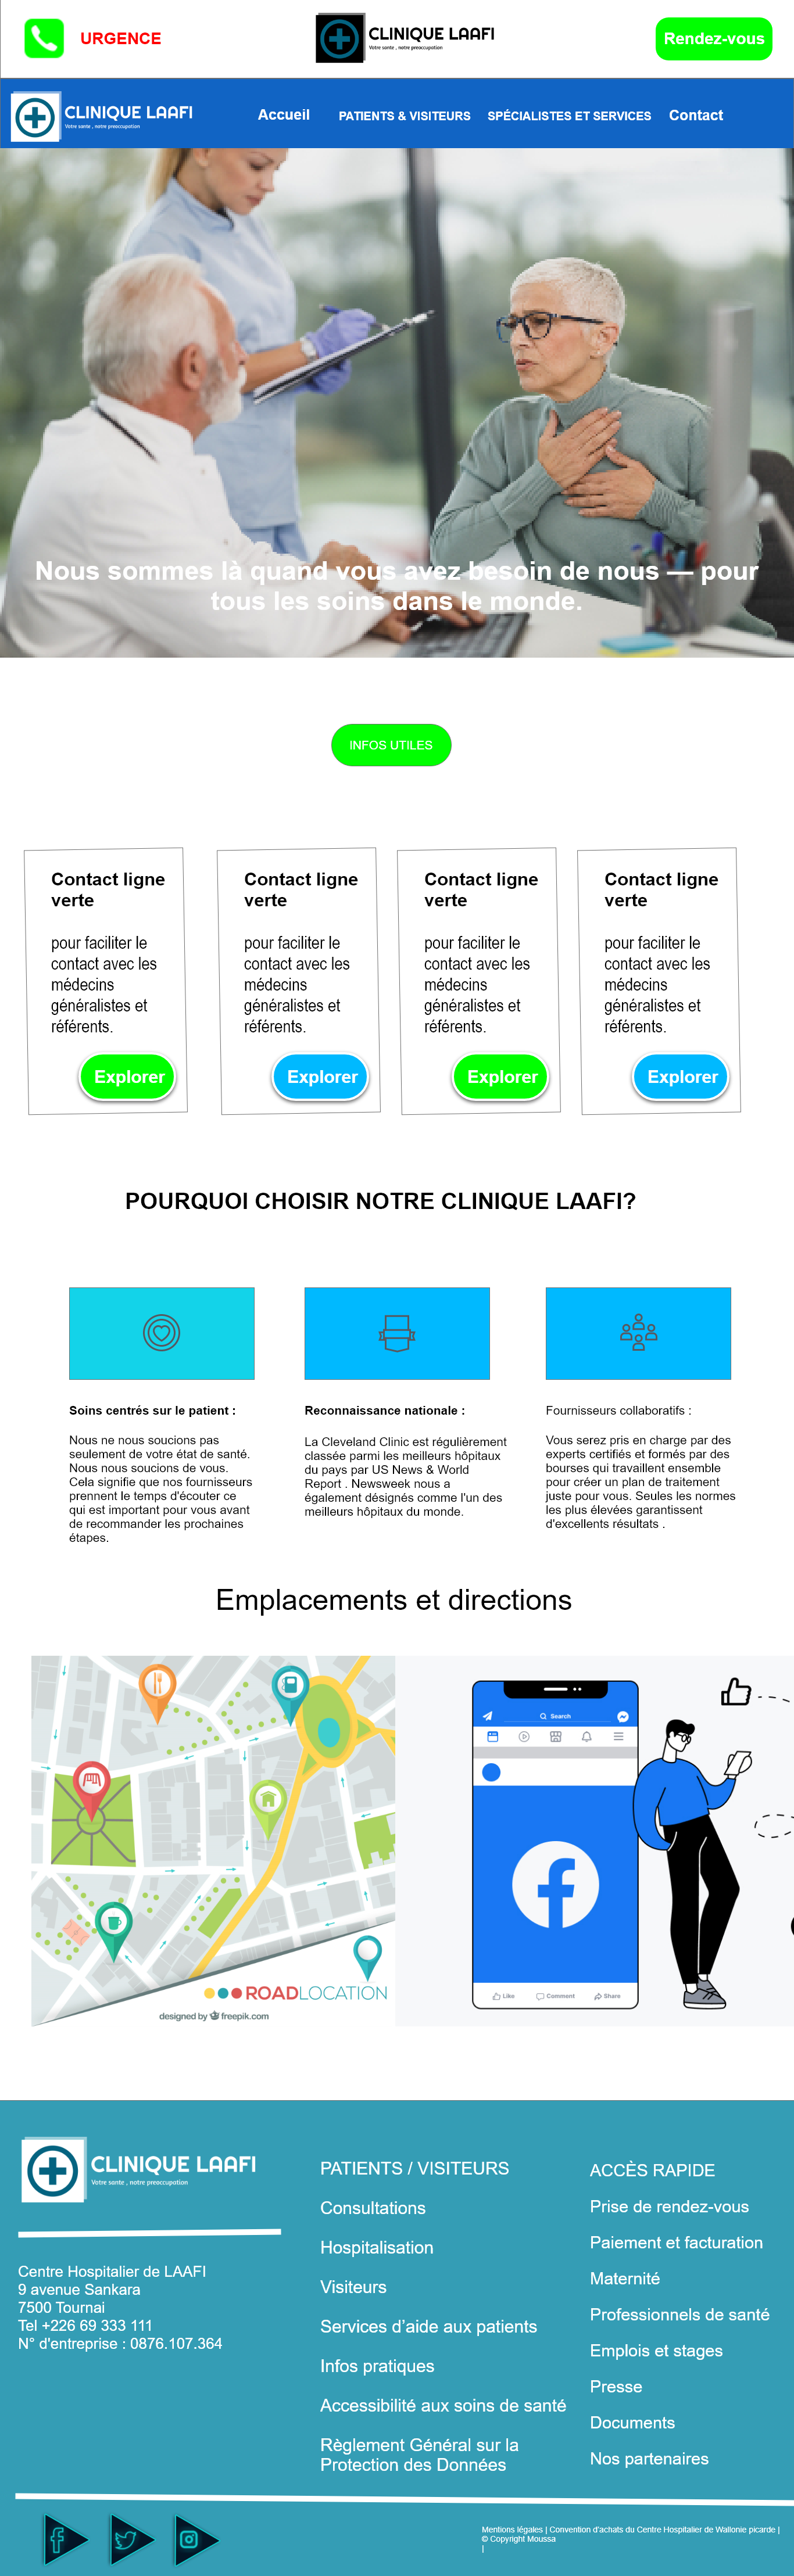 URGENCE
CLINIQUE LAAFI
Votre sante , notre preoccupation
Rendez-vous
CLINIQUE LAAFI
Votre sante , notre preoccupation
Accueil
PATIENTS & VISITEURS
SPÉCIALISTES ET SERVICES
Contact
Nous sommes là quand vous avez besoin de nous — pour
tous les soins dans le monde.
INFOS UTILES
Contact ligne
verte
pour faciliter le
contact avec les
médecins
généralistes et
référents.
Explorer
Contact ligne
verte
pour faciliter le
contact avec les
médecins
généralistes et
référents.
Explorer
Contact ligne
verte
pour faciliter le
contact avec les
médecins
généralistes et
référents.
Explorer
Contact ligne
verte
pour faciliter le
contact avec les
médecins
généralistes et
référents.
Explorer
POURQUOI CHOISIR NOTRE CLINIQUE LAAFI?
Soins centrés sur le patient :
Nous ne nous soucions pas
seulement de votre état de santé.
Nous nous soucions de vous.
Cela signifie que nos fournisseurs
prennent le temps d'écouter ce
qui est important pour vous avant
de recommander les prochaines
étapes.
Reconnaissance nationale :
La Cleveland Clinic est régulièrement
classée parmi les meilleurs hôpitaux
du pays par US News & World
Report . Newsweek nous a
également désignés comme l'un des
meilleurs hôpitaux du monde.
Fournisseurs collaboratifs :
Vous serez pris en charge par des
experts certifiés et formés par des
bourses qui travaillent ensemble
pour créer un plan de traitement
juste pour vous. Seules les normes
les plus élevées garantissent
d'excellents résultats .
Emplacements et directions
ROADLOCATION
designed by freepik.com
Search
Like
Comment
Share
CLINIQUE LAAFI
Votre sante , notre preoccupation
Centre Hospitalier de LAAFI
9 avenue Sankara
7500 Tournai
Tel +226 69 333 111
N° d'entreprise : 0876.107.364
PATIENTS / VISITEURS
Consultations
Hospitalisation
Visiteurs
Services d'aide aux patients
Infos pratiques
Accessibilité aux soins de santé
Règlement Général sur la
Protection des Données
ACCÈS RAPIDE
Prise de rendez-vous
Paiement et facturation
Maternité
Professionnels de santé
Emplois et stages
Presse
Documents
Nos partenaires
Mentions légales | Convention d'achats du Centre Hospitalier de Wallonie picarde |
© Copyright Moussa
|